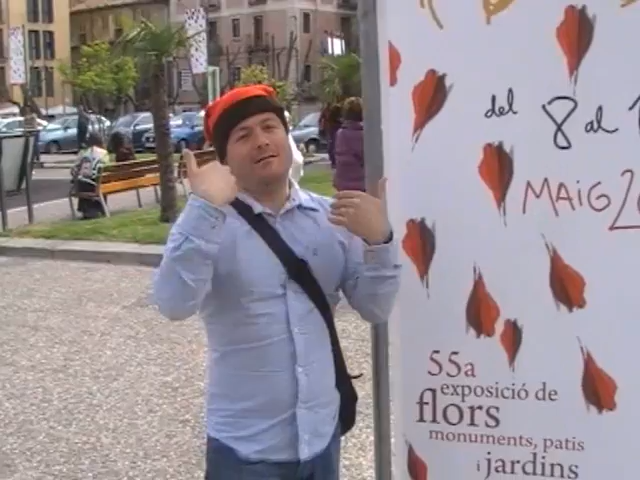 del
8 al
MAIG
55a
exposició de
flors
monuments, patis
i jardins